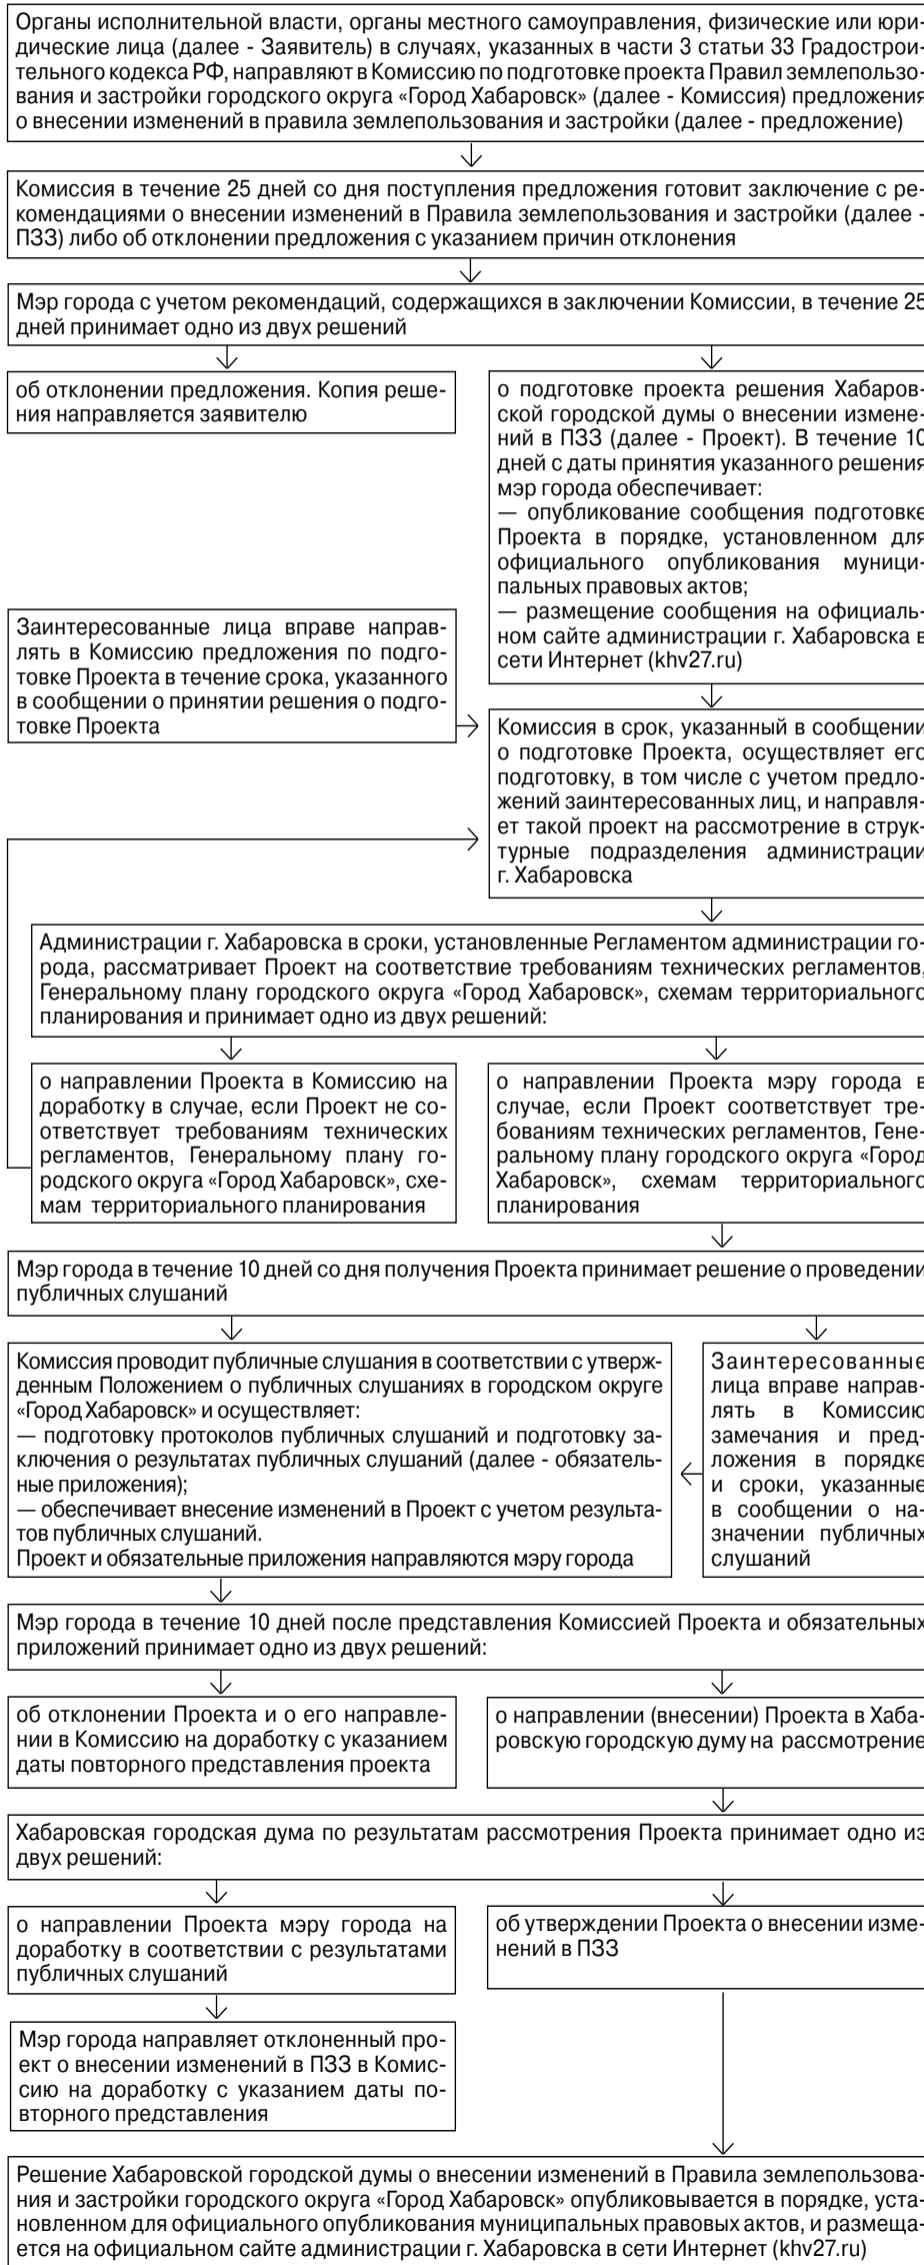 Органы исполнительной власти, органы местного самоуправления, физические или юри-
дические лица (далее - Заявитель) в случаях, указанных в части 3 статьи 33 Градострои-
тельного кодекса РФ, направляют в Комиссию по подготовке проекта Правил землепользо-
вания и застройки городского округа «Город Хабаровск» (далее - Комиссия) предложения
о внесении изменений в правила землепользования и застройки (далее - предложение)
Комиссия в течение 25 дней со дня поступления предложения готовит заключение с ре-
комендациями о внесении изменений в Правила землепользования и застройки (далее -
ПЗЗ) либо об отклонении предложения с указанием причин отклонения
Мэр города с учетом рекомендаций, содержащихся в заключении Комиссии, в течение 25
дней принимает одно из двух решений
об отклонении предложения. Копия реше-
ния направляется заявителю
о подготовке проекта решения Хабаров-
ской городской думы о внесении измене-
ний в ПЗЗ (далее - Проект). В течение 10
дней с даты принятия указанного решения
мэр города обеспечивает:
— опубликование сообщения подготовке
Проекта в порядке, установленном для
официального опубликования муници-
пальных правовых актов;
— размещение сообщения на официаль-
ном сайте администрации г. Хабаровска в
сети Интернет (khv27.ru)
Заинтересованные лица вправе направ-
лять в Комиссию предложения по подго-
товке Проекта в течение срока, указанного
в сообщении о принятии решения о подго-
товке Проекта
Комиссия в срок, указанный в сообщении
о подготовке Проекта, осуществляет его
подготовку, в том числе с учетом предло-
жений заинтересованных лиц, и направля-
ет такой проект на рассмотрение в струк-
турные подразделения администрации
г. Хабаровска
Администрации г. Хабаровска в сроки, установленные Регламентом администрации го-
рода, рассматривает Проект на соответствие требованиям технических регламентов,
Генеральному плану городского округа «Город Хабаровск», схемам территориального
планирования и принимает одно из двух решений:
о направлении Проекта в Комиссию на
доработку в случае, если Проект не со-
ответствует требованиям технических
регламентов, Генеральному плану го-
родского округа «Город Хабаровск», схе-
мам территориального планирования
о направлении Проекта мэру города в
случае, если Проект соответствует тре-
бованиям технических регламентов, Гене-
ральному плану городского округа «Город
Хабаровск», схемам территориального
планирования
Мэр города в течение 10 дней со дня получения Проекта принимает решение о проведении
публичных слушаний
Комиссия проводит публичные слушания в соответствии с утверж-
денным Положением о публичных слушаниях в городском округе
«Город Хабаровск» и осуществляет:
— подготовку протоколов публичных слушаний и подготовку за-
ключения о результатах публичных слушаний (далее - обязатель-
ные приложения);
— обеспечивает внесение изменений в Проект с учетом результа-
тов публичных слушаний.
Проект и обязательные приложения направляются мэру города
Заинтересованные
лица вправе направ-
лять в Комиссию
замечания и пред-
ложения в порядке
и сроки, указанные
в сообщении о на-
значении публичных
слушаний
Мэр города в течение 10 дней после представления Комиссией Проекта и обязательных
приложений принимает одно из двух решений:
об отклонении Проекта и о его направле-
нии в Комиссию на доработку с указанием
даты повторного представления проекта
о направлении (внесении) Проекта в Хаба-
ровскую городскую думу на рассмотрение
Хабаровская городская дума по результатам рассмотрения Проекта принимает одно из
двух решений:
о направлении Проекта мэру города на
доработку в соответствии с результатами
публичных слушаний
об утверждении Проекта о внесении изме-
нений в ПЗЗ
Мэр города направляет отклоненный про-
ект о внесении изменений в ПЗЗ в Комис-
сию на доработку с указанием даты по-
вторного представления
Решение Хабаровской городской думы о внесении изменений в Правила землепользова-
ния и застройки городского округа «Город Хабаровск» опубликовывается в порядке, уста-
новленном для официального опубликования муниципальных правовых актов, и размеща-
ется на официальном сайте администрации г. Хабаровска в сети Интернет (khv27.ru)